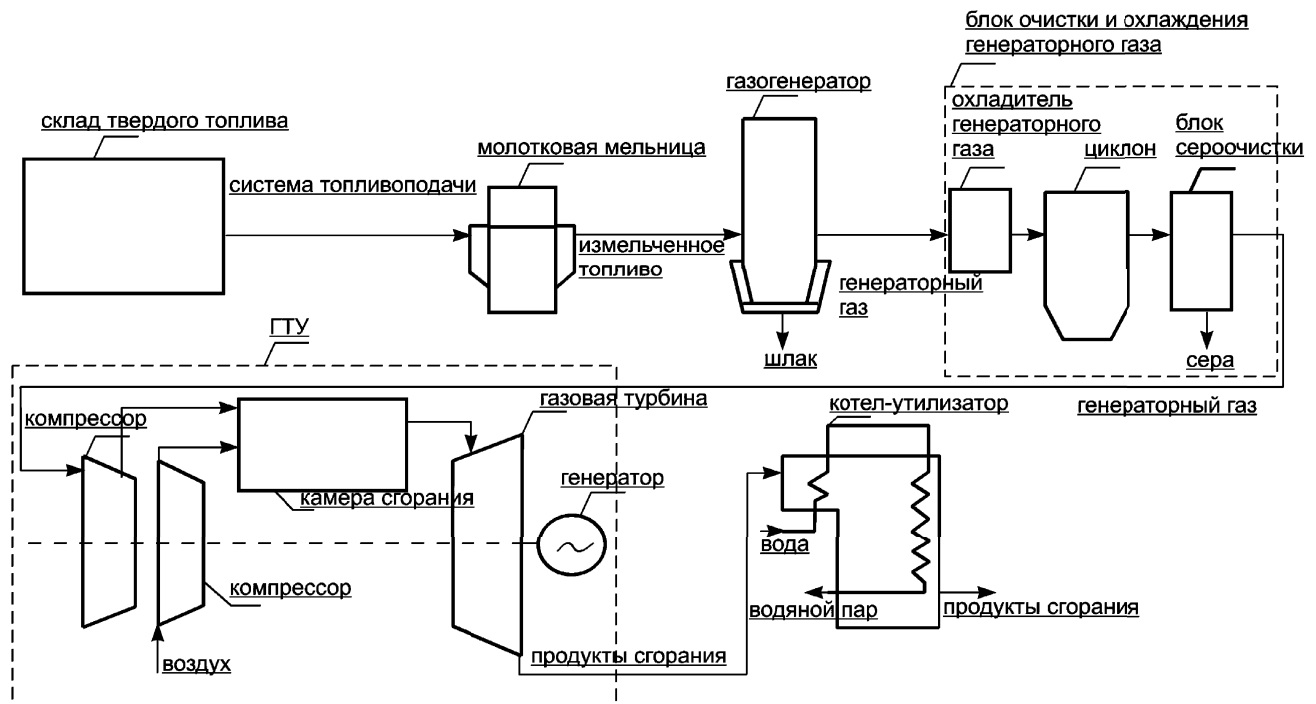 блок очистки и охлаждения
генераторного газа
газогенератор
охладитель
генераторного
газа
циклон
блок
сероочистки
склад твердого топлива
молотковая мельница
система топливоподачи
измельченное
топливо
генераторный
газ
шлак
сера
ГТУ
генераторный газ
компрессор
газовая турбина
котел-утилизатор
камера сгорания
генератор
вода
компрессор
водяной пар
продукты сгорания
воздух
продукты сгорания